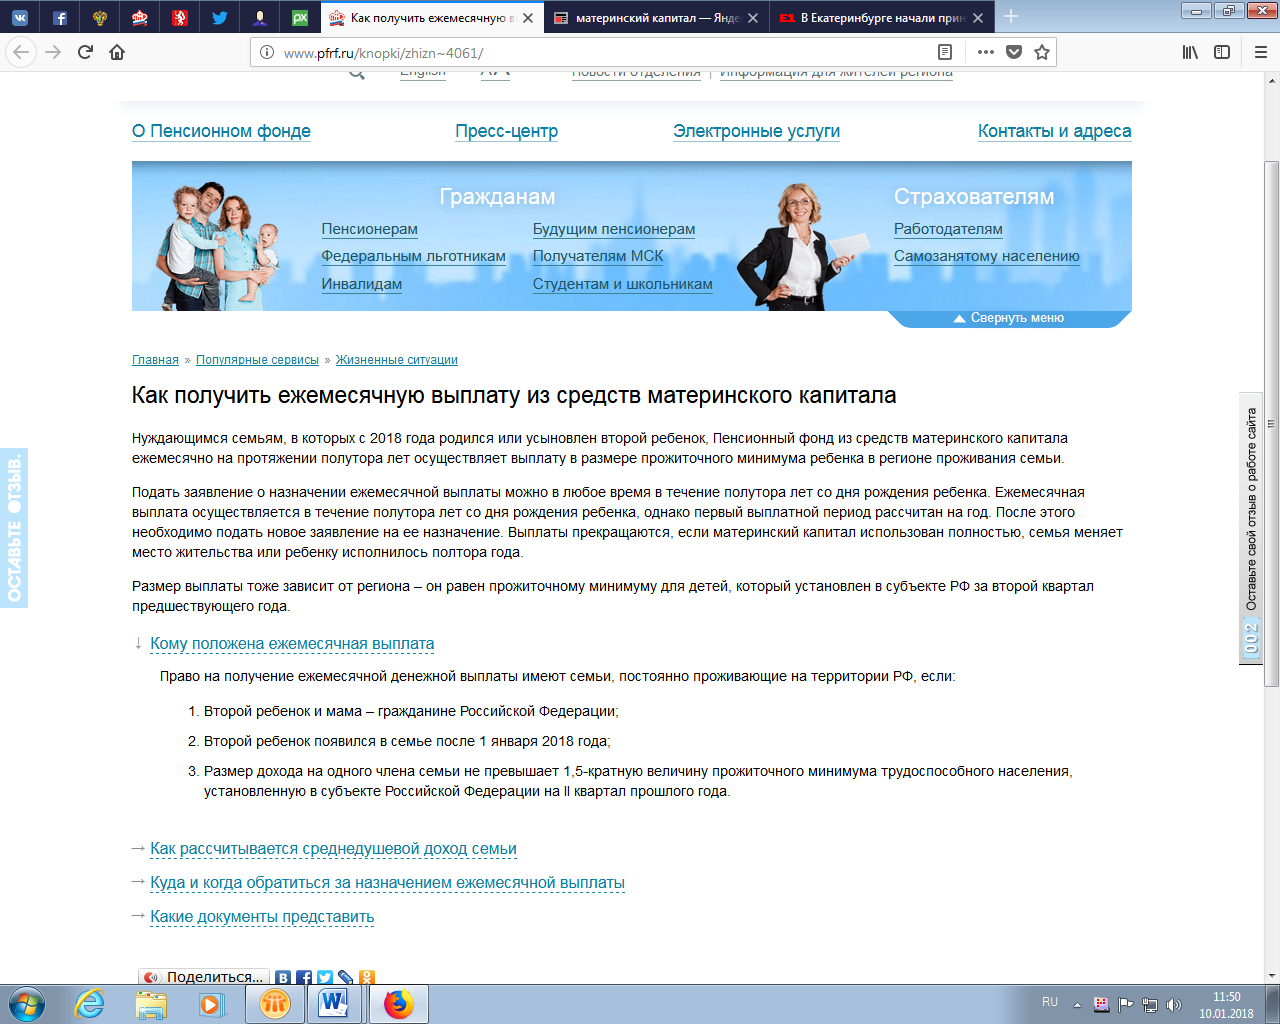 Как получить ежемесячную в
материнский капитал — Янде
E1 В Екатеринбурге начали прин
www.pfrf.ru/knopki/zhizn~4061/
English
Новости отделения | Информация для жителей региона
О Пенсионном фонде Пресс-центр Электронные услуги Контакты и адреса
Гражданам
Страхователям
Пенсионерам
Будущим пенсионерам
Работодателям
Федеральным льготникам
Получателям МСК
Самозанятому населению
Инвалидам
Студентам и школьникам
Свернуть меню
Главная » Популярные сервисы » Жизненные ситуации
Как получить ежемесячную выплату из средств материнского капитала
Нуждающимся семьям, в которых с 2018 года родился или усыновлен второй ребенок, Пенсионный фонд из средств материнского капитала
ежемесячно на протяжении полутора лет осуществляет выплату в размере прожиточного минимума ребенка в регионе проживания семьи.
Подать заявление о назначении ежемесячной выплаты можно в любое время в течение полутора лет со дня рождения ребенка. Ежемесячная
выплата осуществляется в течение полутора лет со дня рождения ребенка, однако первый выплатной период рассчитан на год. После этого
необходимо подать новое заявление на ее назначение. Выплаты прекращаются, если материнский капитал использован полностью, семья меняет
место жительства или ребенку исполнилось полтора года.
Размер выплаты тоже зависит от региона – он равен прожиточному минимуму для детей, который установлен в субъекте РФ за второй квартал
предшествующего года.
↓ Кому положена ежемесячная выплата
Право на получение ежемесячной денежной выплаты имеют семьи, постоянно проживающие на территории РФ, если:
1. Второй ребенок и мама – гражданине Российской Федерации;
2. Второй ребенок появился в семье после 1 января 2018 года;
3. Размер дохода на одного члена семьи не превышает 1,5-кратную величину прожиточного минимума трудоспособного населения,
установленную в субъекте Российской Федерации на II квартал прошлого года.
→ Как рассчитывается среднедушевой доход семьи
→ Куда и когда обратиться за назначением ежемесячной выплаты
→ Какие документы представить
Поделиться…
ОСТАВЬТЕ ОТЗЫВ.
Оставьте свой отзыв о работе сайта
002
RU
11:50
10.01.2018